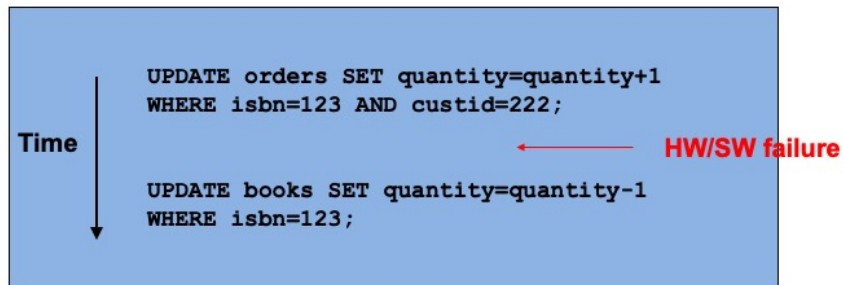 UPDATE orders SET quantity=quantity+1
WHERE isbn=123 AND custid=222;
Time
HW/SW failure
UPDATE books SET quantity=quantity-1
WHERE isbn=123;